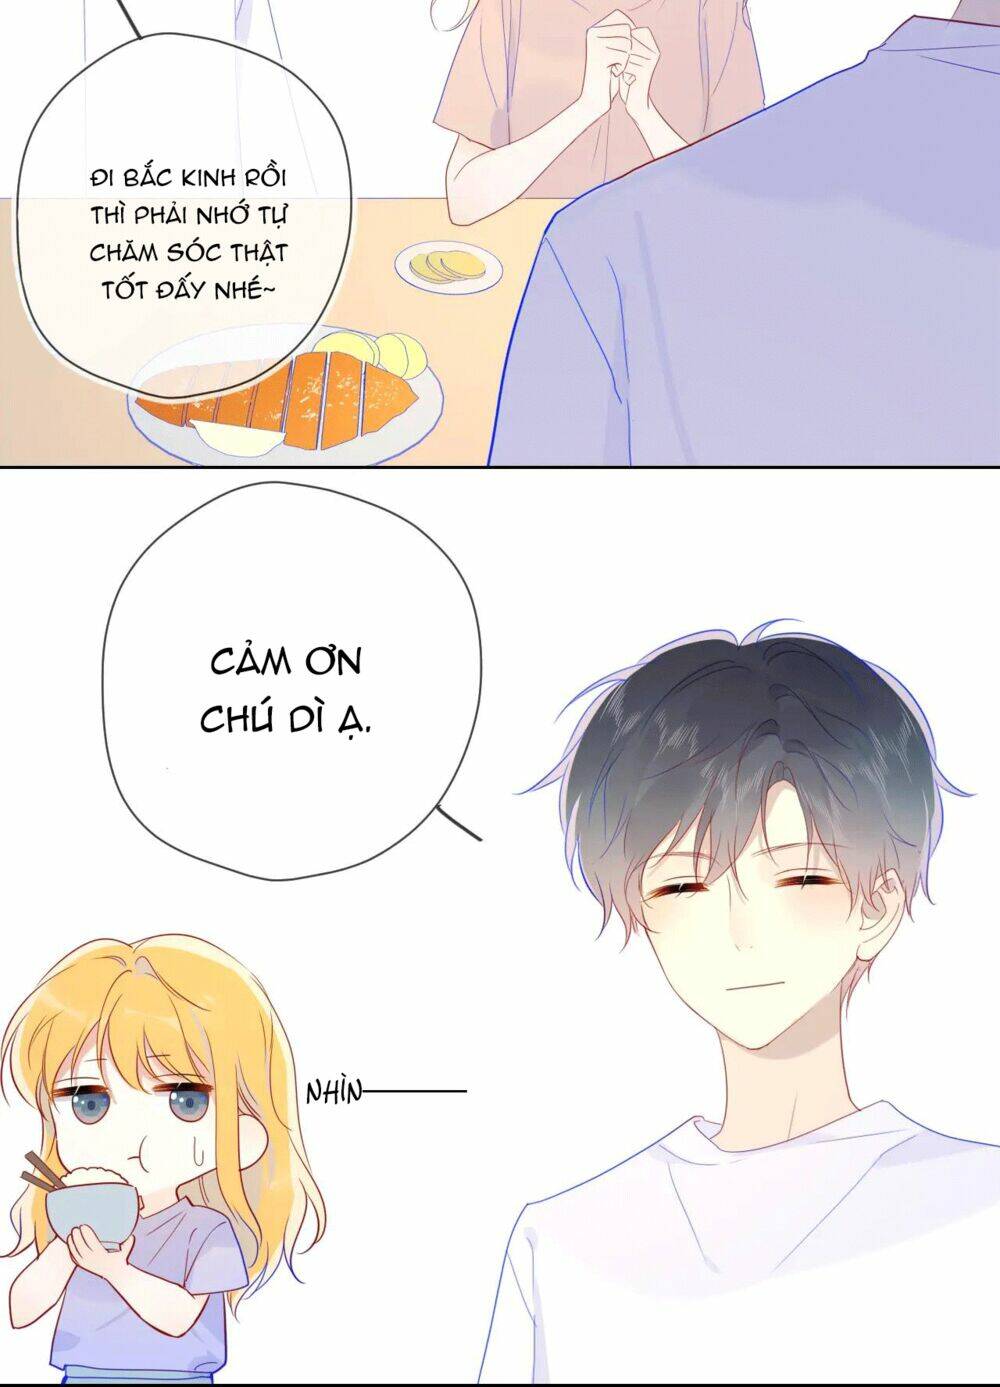 ĐI BẮC KINH RỒI
THÌ PHẢI NHỚ TỰ
CHĂM SÓC THẬT
TỐT ĐẤY NHÉ~
CẢM ƠN
CHÚ DÌ Ạ.
NHÌN